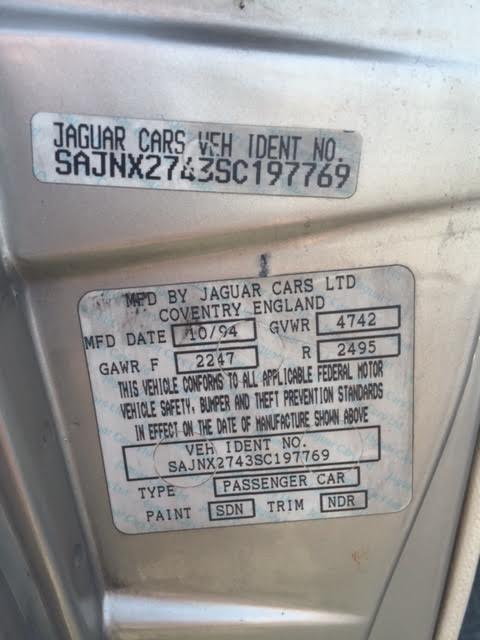 JAGUAR CARS VEH IDENT NO.
SAJNX2743SC197769
MFD BY JAGUAR CARS LTD
COVENTRY ENGLAND
MFD DATE 10/94 GVWR 4742
GAWR F 2247 R 2495
THIS VEHICLE CONFORMS TO ALL APPLICABLE FEDERAL MOTOR
VEHICLE SAFETY, BUMPER AND THEFT PREVENTION STANDARDS
IN EFFECT ON THE DATE OF MANUFACTURE SHOWN ABOVE
VEH IDENT NO.
SAJNX2743SC197769
TYPE PASSENGER CAR
PAINT SDN TRIM NDR